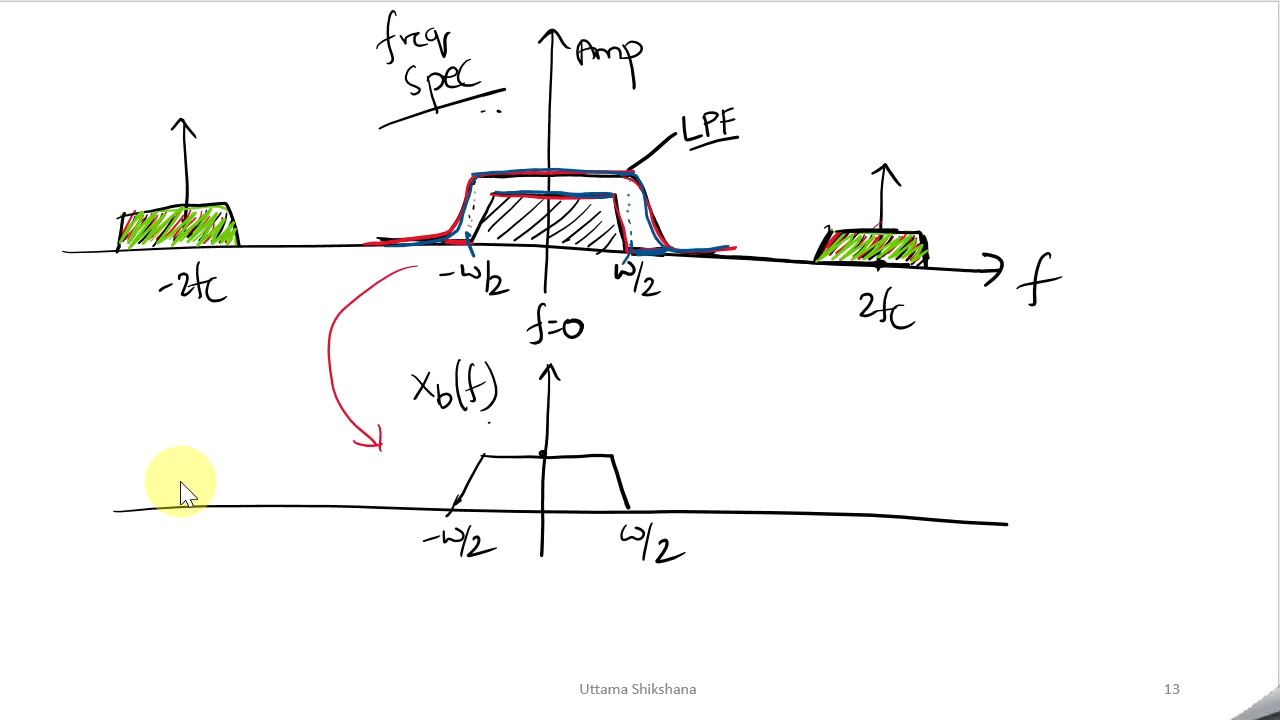 freq
spec
Amp
LPF
-2fc
-w/2
w/2
2fc
f
f=0
Xb(f)
-w/2
w/2
Uttama Shikshana
13